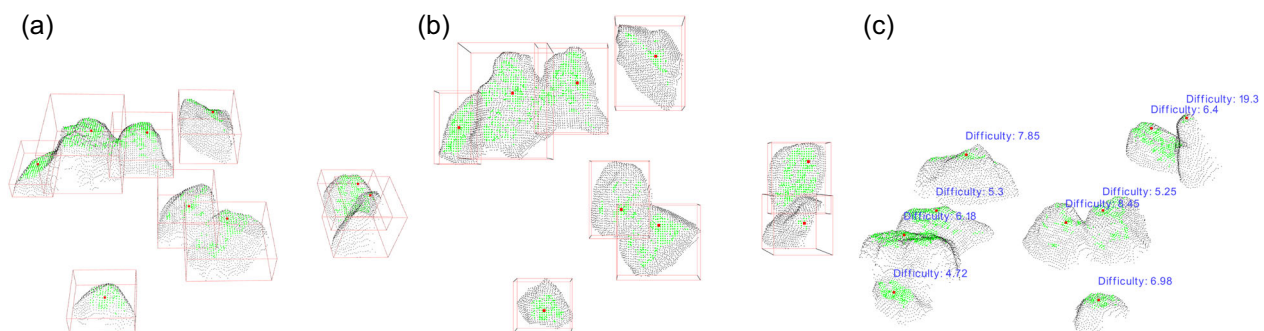 (a)
(b)
(c)
Difficulty: 19.3
Difficulty: 6.4
Difficulty: 7.85
Difficulty: 5.3
Difficulty: 5.25
Difficulty: 8.45
Difficulty: 6.18
Difficulty: 4.72
Difficulty: 6.98